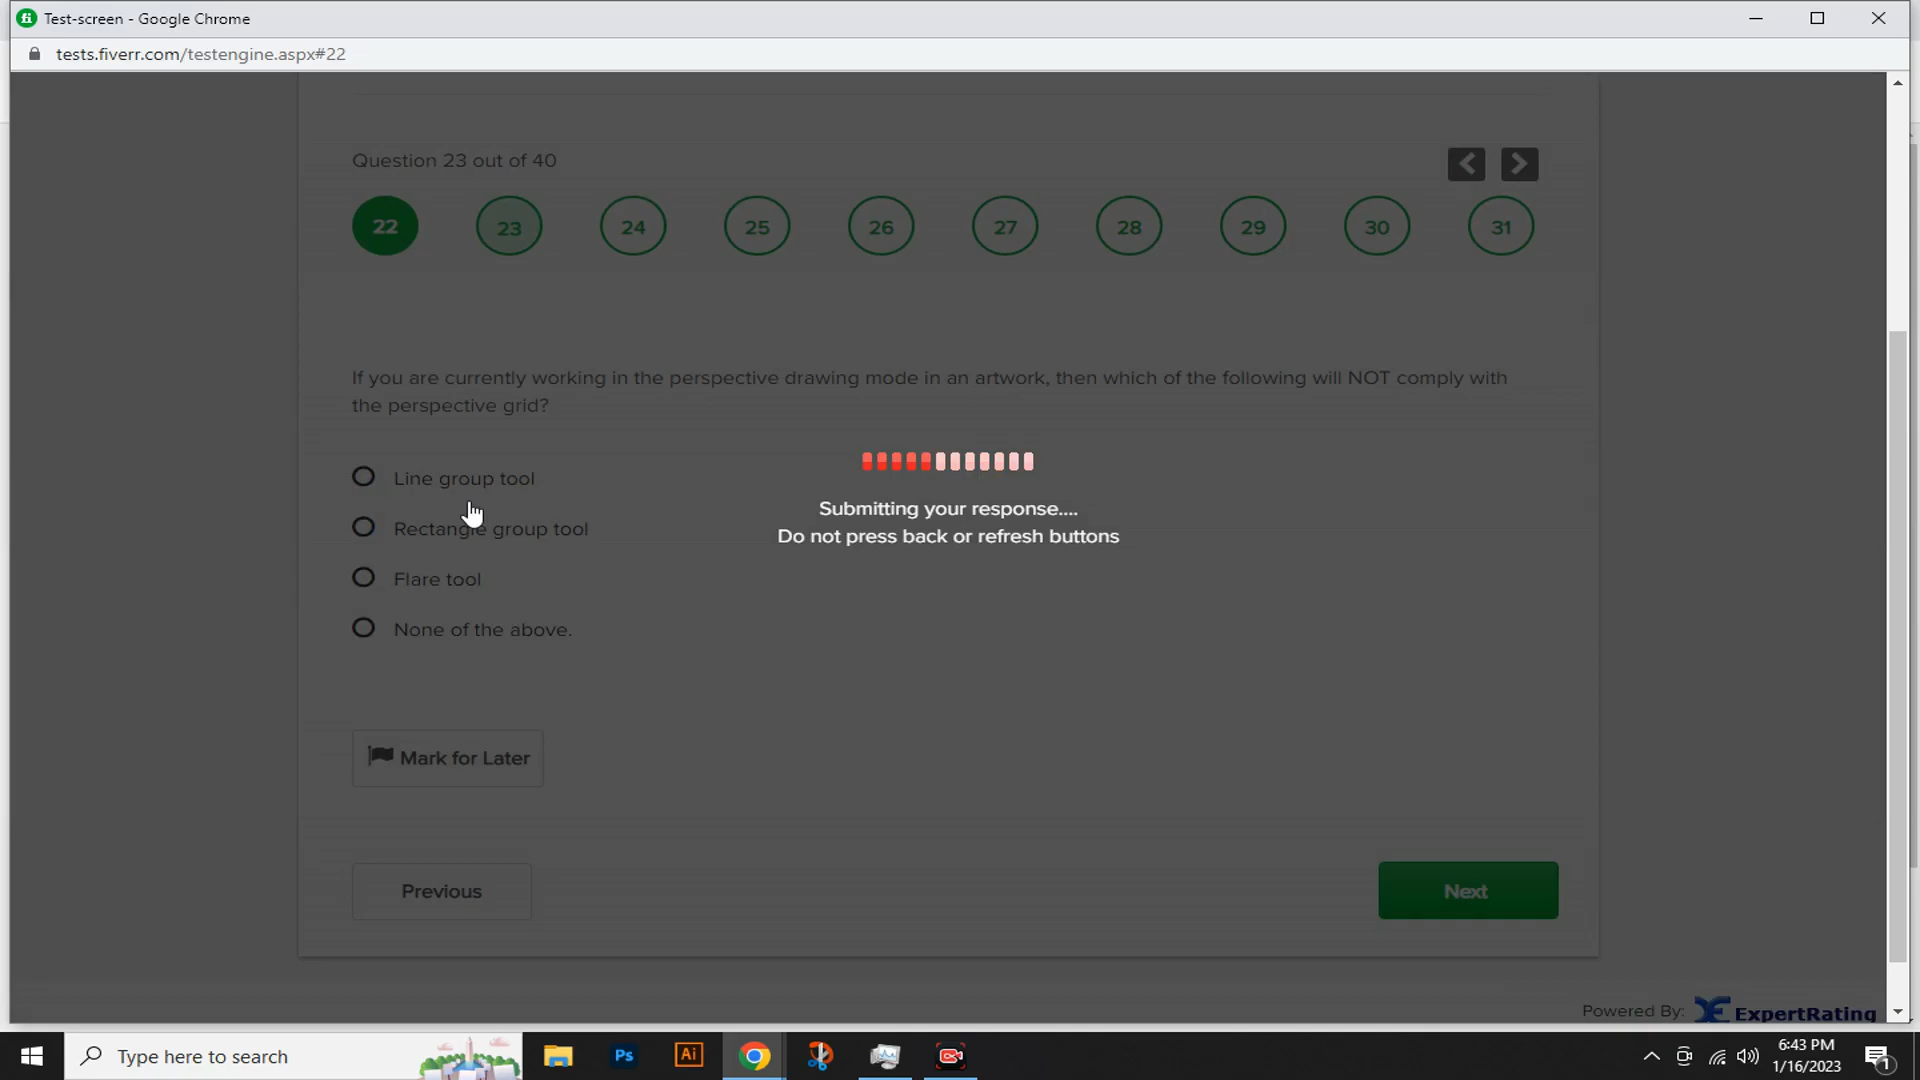 fi Test-screen - Google Chrome
tests.fiverr.com/testengine.aspx#22
Question 23 out of 40
22 23 24 25 26 27 28 29 30 31
If you are currently working in the perspective drawing mode in an artwork, then which of the following will NOT comply with
the perspective grid?
Line group tool
Rectangle group tool
Flare tool
None of the above.
Submitting your response....
Do not press back or refresh buttons
Mark for Later
Previous
Next
Powered By: ExpertRating
Type here to search
Ps
Ai
6:43 PM
1/16/2023
1